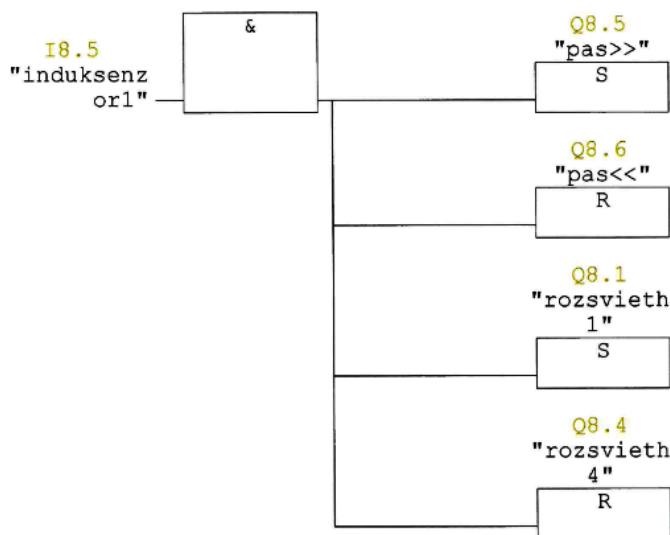 &
I8.5
"induksenz
or1"
Q8.5
"pas>>"
S
Q8.6
"pas<<"
R
Q8.1
"rozsvieth
1"
S
Q8.4
"rozsvieth
4"
R